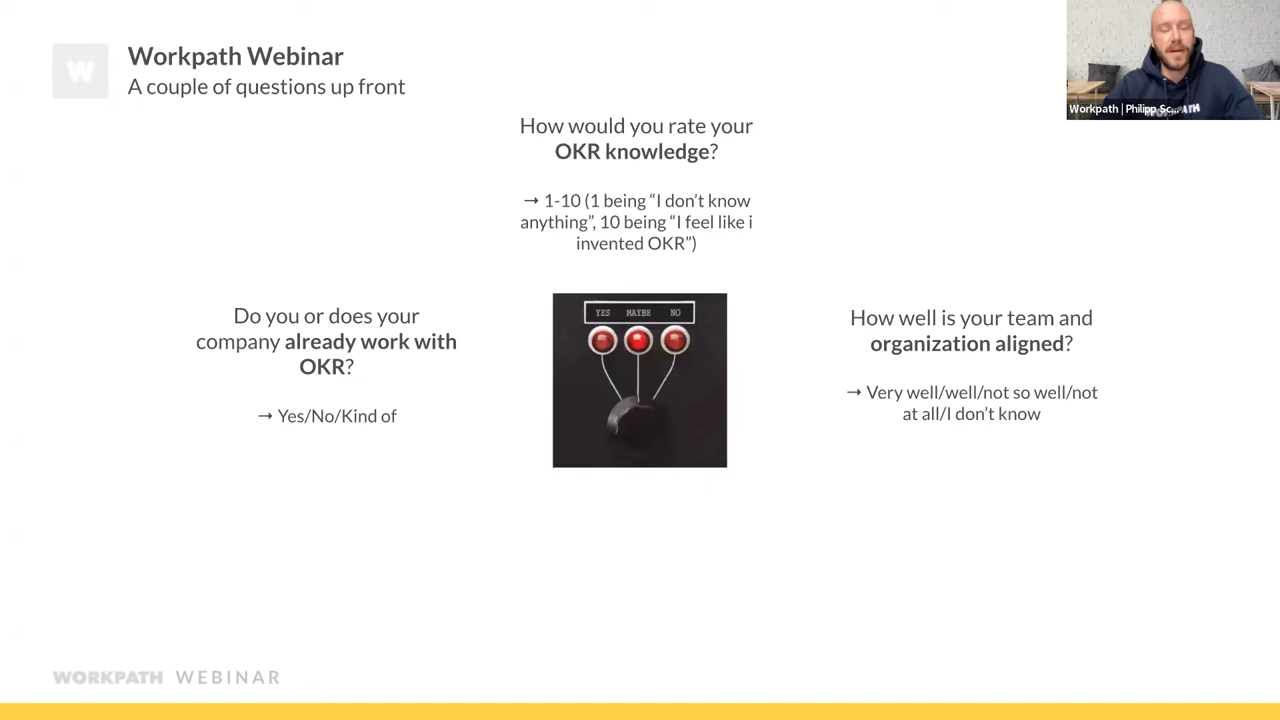 W
Workpath Webinar
A couple of questions up front
Workpath | Philipp Sc...
How would you rate your
OKR knowledge?
→ 1-10 (1 being “I don’t know
anything”, 10 being “I feel like i
invented OKR”)
Do you or does your
company already work with
OKR?
→ Yes/No/Kind of
YES MAYBE NO
How well is your team and
organization aligned?
→ Very well/well/not so well/not
at all/I don’t know
WORKPATH WEBINAR